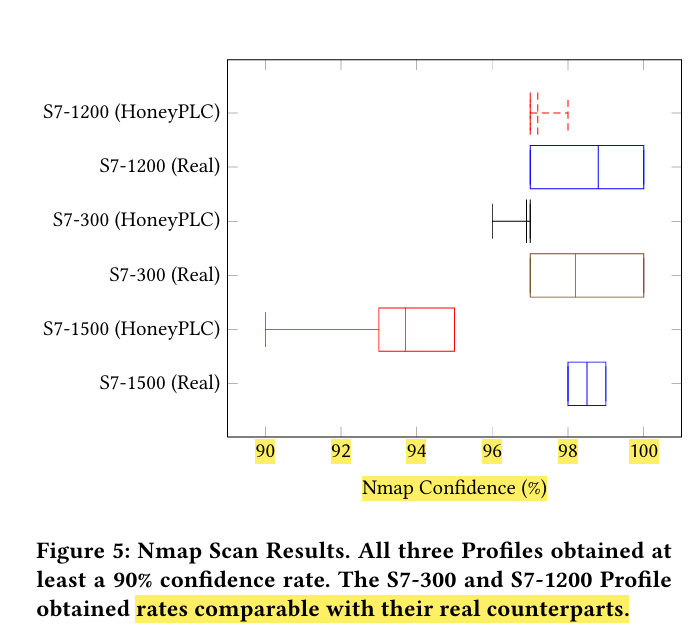 S7-1200 (HoneyPLC)
S7-1200 (Real)
S7-300 (HoneyPLC)
S7-300 (Real)
S7-1500 (HoneyPLC)
S7-1500 (Real)
90 92 94 96 98 100
Nmap Confidence (%)
Figure 5: Nmap Scan Results. All three Profiles obtained at
least a 90% confidence rate. The S7-300 and S7-1200 Profile
obtained rates comparable with their real counterparts.